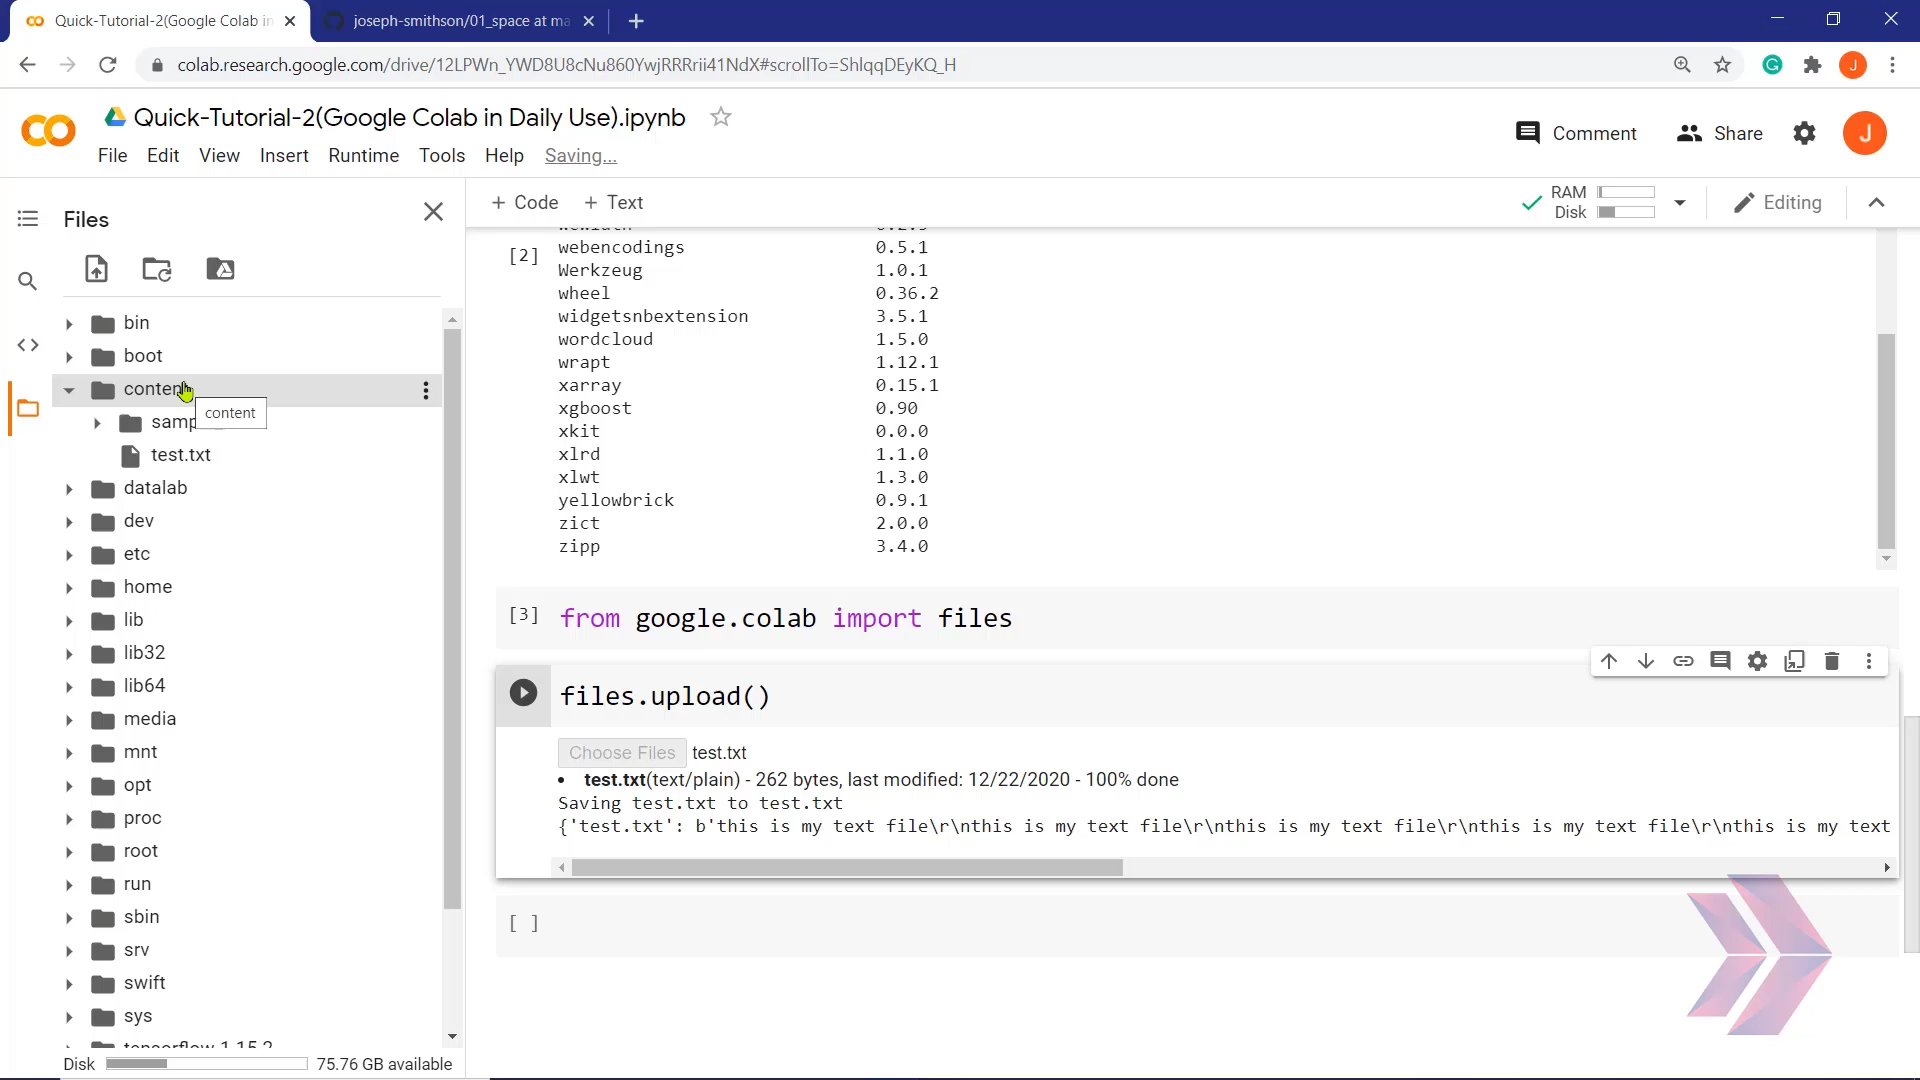 Quick-Tutorial-2(Google Colab in
joseph-smithson/01_space at ma
colab.research.google.com/drive/12LPWn_YWD8U8cNu860YwjRRRrii41NdX#scrollTo=ShlqqDEyKQ_H
J
Quick-Tutorial-2(Google Colab in Daily Use).ipynb
Comment
Share
J
File Edit View Insert Runtime Tools Help Saving...
Files
+ Code + Text
RAM
Disk
Editing
bin
boot
content
content
samp
test.txt
datalab
dev
etc
home
lib
lib32
lib64
media
mnt
opt
proc
root
run
sbin
srv
swift
sys
tensorflow-1.15.2
Disk 75.76 GB available
[2]
webencodings 0.5.1
Werkzeug 1.0.1
wheel 0.36.2
widgetsnbextension 3.5.1
wordcloud 1.5.0
wrapt 1.12.1
xarray 0.15.1
xgboost 0.90
xkit 0.0.0
xlrd 1.1.0
xlwt 1.3.0
yellowbrick 0.9.1
zict 2.0.0
zipp 3.4.0
[3] from google.colab import files
files.upload()
Choose Files test.txt
• test.txt(text/plain) - 262 bytes, last modified: 12/22/2020 - 100% done
Saving test.txt to test.txt
{'test.txt': b'this is my text file\r\nthis is my text file\r\nthis is my text file\r\nthis is my text file\r\nthis is my text
[ ]